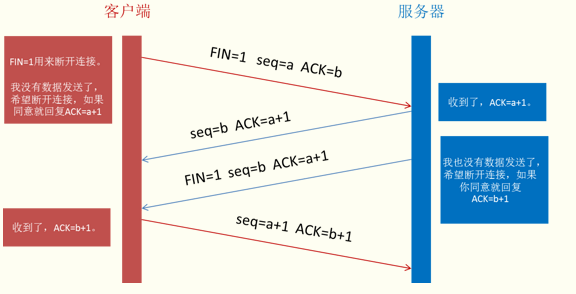 客户端
服务器
FIN=1用来断开连接。
我没有数据发送了，
希望断开连接，如果
同意就回复ACK=a+1
FIN=1 seq=a ACK=b
收到了，ACK=a+1。
seq=b ACK=a+1
我也没有数据发送了，
希望断开连接，如果
你同意就回复
ACK=b+1
FIN=1 seq=b ACK=a+1
收到了，ACK=b+1。
seq=a+1 ACK=b+1